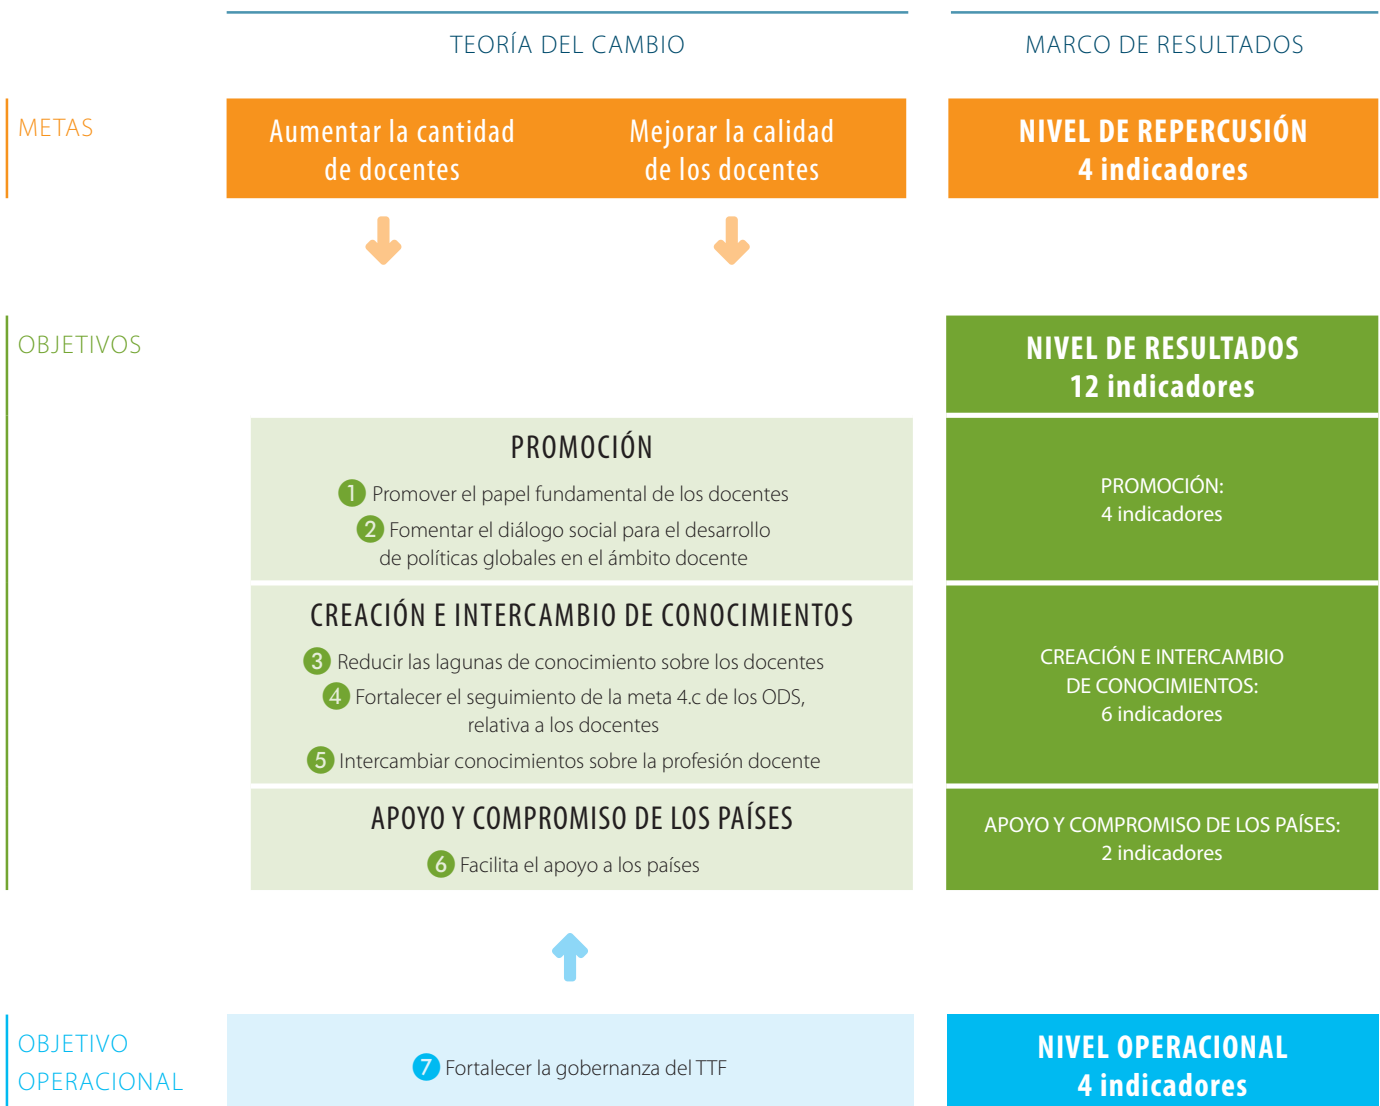 TEORÍA DEL CAMBIO
MARCO DE RESULTADOS
METAS
Aumentar la cantidad
de docentes
Mejorar la calidad
de los docentes
NIVEL DE REPERCUSIÓN
4 indicadores
OBJETIVOS
NIVEL DE RESULTADOS
12 indicadores
PROMOCIÓN
1 Promover el papel fundamental de los docentes
2 Fomentar el diálogo social para el desarrollo
de políticas globales en el ámbito docente
PROMOCIÓN:
4 indicadores
CREACIÓN E INTERCAMBIO DE CONOCIMIENTOS
3 Reducir las lagunas de conocimiento sobre los docentes
4 Fortalecer el seguimiento de la meta 4.c de los ODS,
relativa a los docentes
5 Intercambiar conocimientos sobre la profesión docente
CREACIÓN E INTERCAMBIO
DE CONOCIMIENTOS:
6 indicadores
APOYO Y COMPROMISO DE LOS PAÍSES
6 Facilita el apoyo a los países
APOYO Y COMPROMISO DE LOS PAÍSES:
2 indicadores
OBJETIVO
OPERACIONAL
7 Fortalecer la gobernanza del TTF
NIVEL OPERACIONAL
4 indicadores